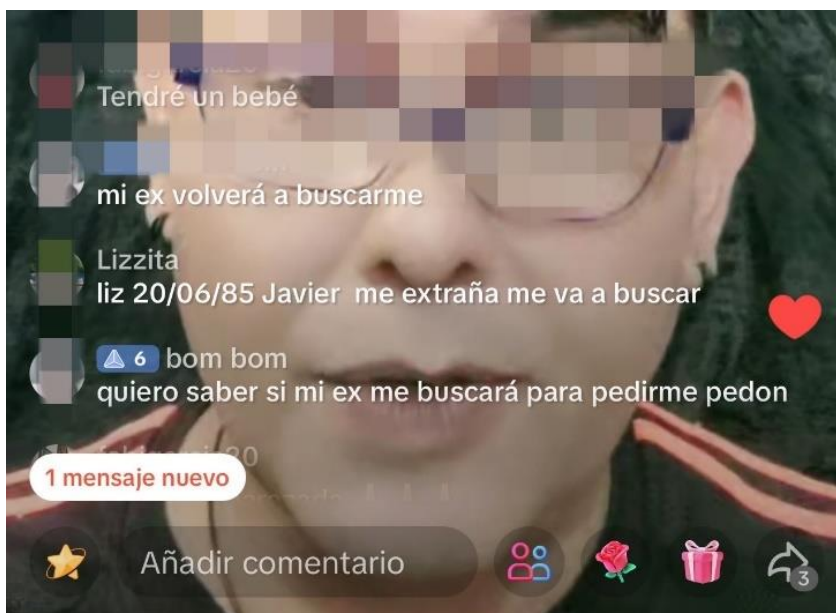 Tendré un bebé
mi ex volverá a buscarme
Lizzita
liz 20/06/85 Javier me extraña me va a buscar
6 bom bom
quiero saber si mi ex me buscará para pedirme pedon
1 mensaje nuevo
Añadir comentario
3